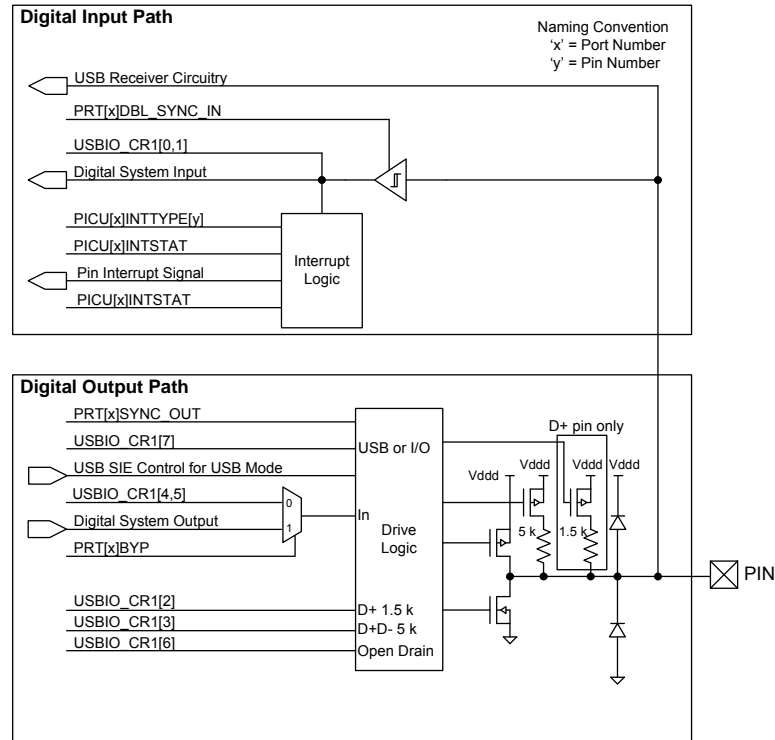 Digital Input Path
Naming Convention
'x' = Port Number
'y' = Pin Number
USB Receiver Circuitry
PRT[x]DBL_SYNC_IN
USBIO_CR1[0,1]
Digital System Input
PICU[x]INTTYPE[y]
PICU[x]INTSTAT
Pin Interrupt Signal
PICU[x]INTSTAT
Interrupt
Logic
Digital Output Path
PRT[x]SYNC_OUT
USBIO_CR1[7]
USB SIE Control for USB Mode
USBIO_CR1[4,5]
Digital System Output
PRT[x]BYP
0
1
USB or I/O
In
Drive
Logic
D+ pin only
Vddd
Vddd
Vddd
Vddd
5 k
1.5 k
PIN
USBIO_CR1[2]
USBIO_CR1[3]
USBIO_CR1[6]
D+ 1.5 k
D+D- 5 k
Open Drain